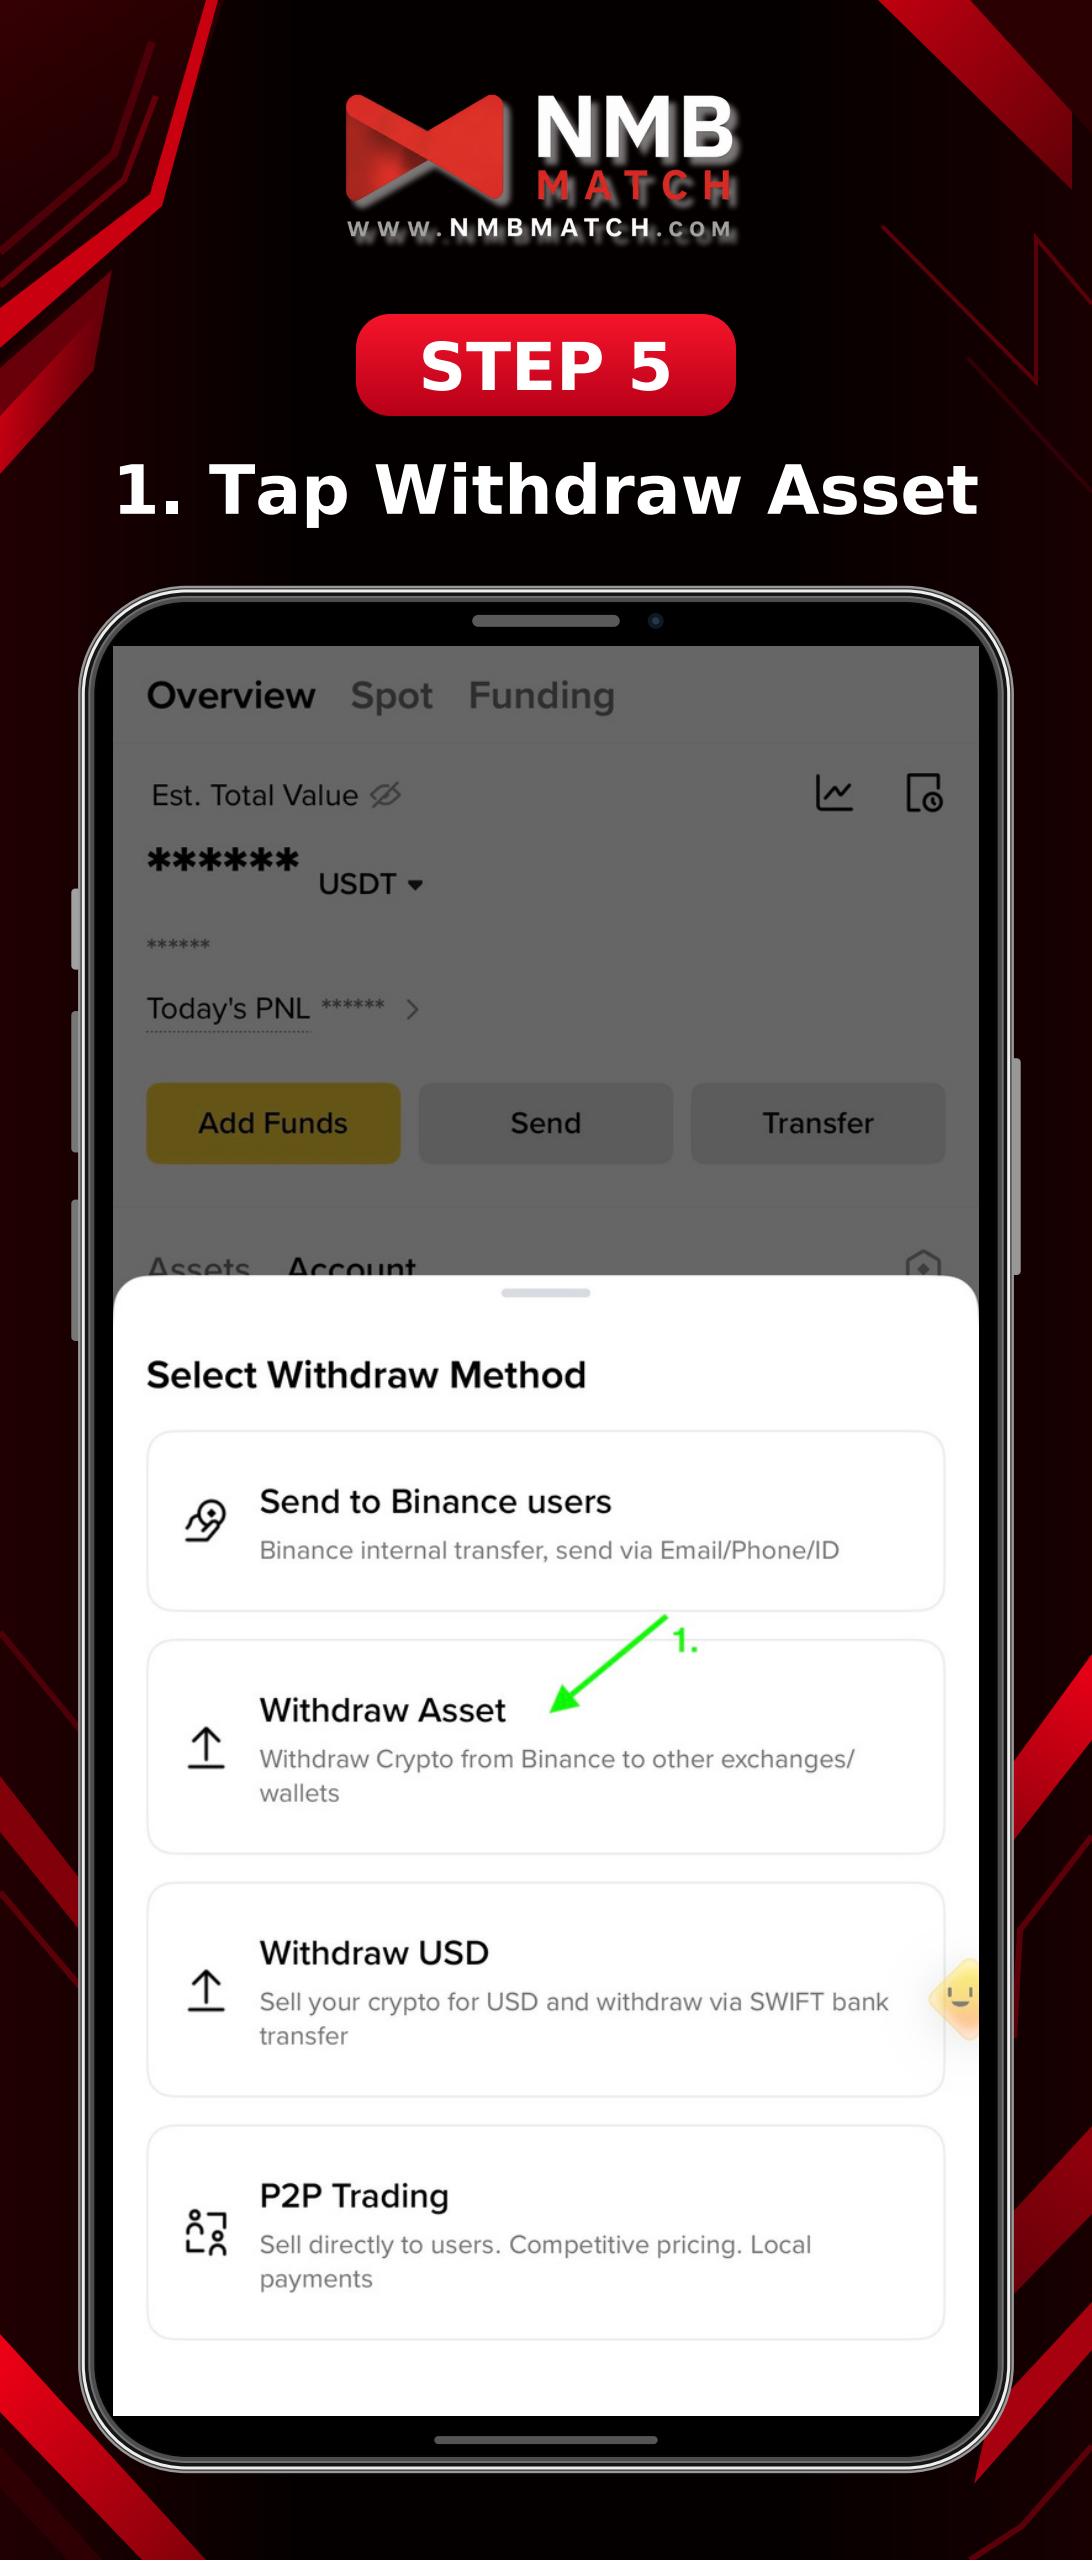 NMB
MATCH
WWW.NMBMATCH.COM
STEP 5
1. Tap Withdraw Asset
Overview Spot Funding
Est. Total Value
******
USDT
******
Today's PNL ******
Add Funds Send Transfer
Assets Account
Select Withdraw Method
Send to Binance users
Binance internal transfer, send via Email/Phone/ID
1.
Withdraw Asset
Withdraw Crypto from Binance to other exchanges/
wallets
Withdraw USD
Sell your crypto for USD and withdraw via SWIFT bank
transfer
P2P Trading
Sell directly to users. Competitive pricing. Local
payments